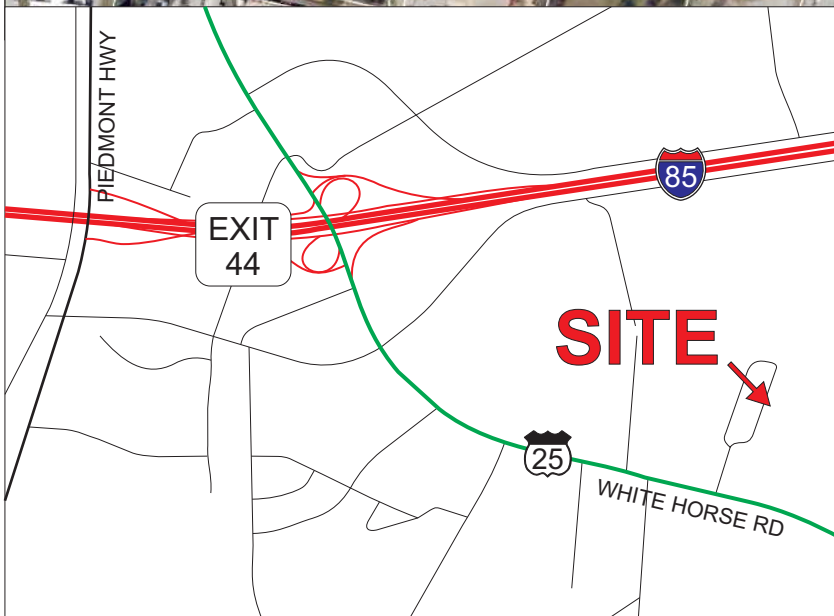 PIEDMONT HWY
85
EXIT
44
SITE
25
WHITE HORSE RD